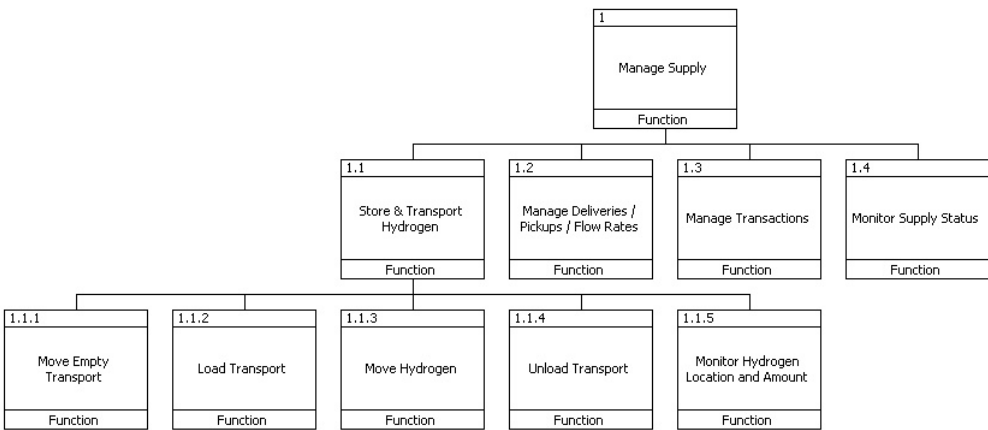 1
Manage Supply
Function
1.1
Store & Transport
Hydrogen
Function
1.2
Manage Deliveries /
Pickups / Flow Rates
Function
1.3
Manage Transactions
Function
1.4
Monitor Supply Status
Function
1.1.1
Move Empty
Transport
Function
1.1.2
Load Transport
Function
1.1.3
Move Hydrogen
Function
1.1.4
Unload Transport
Function
1.1.5
Monitor Hydrogen
Location and Amount
Function